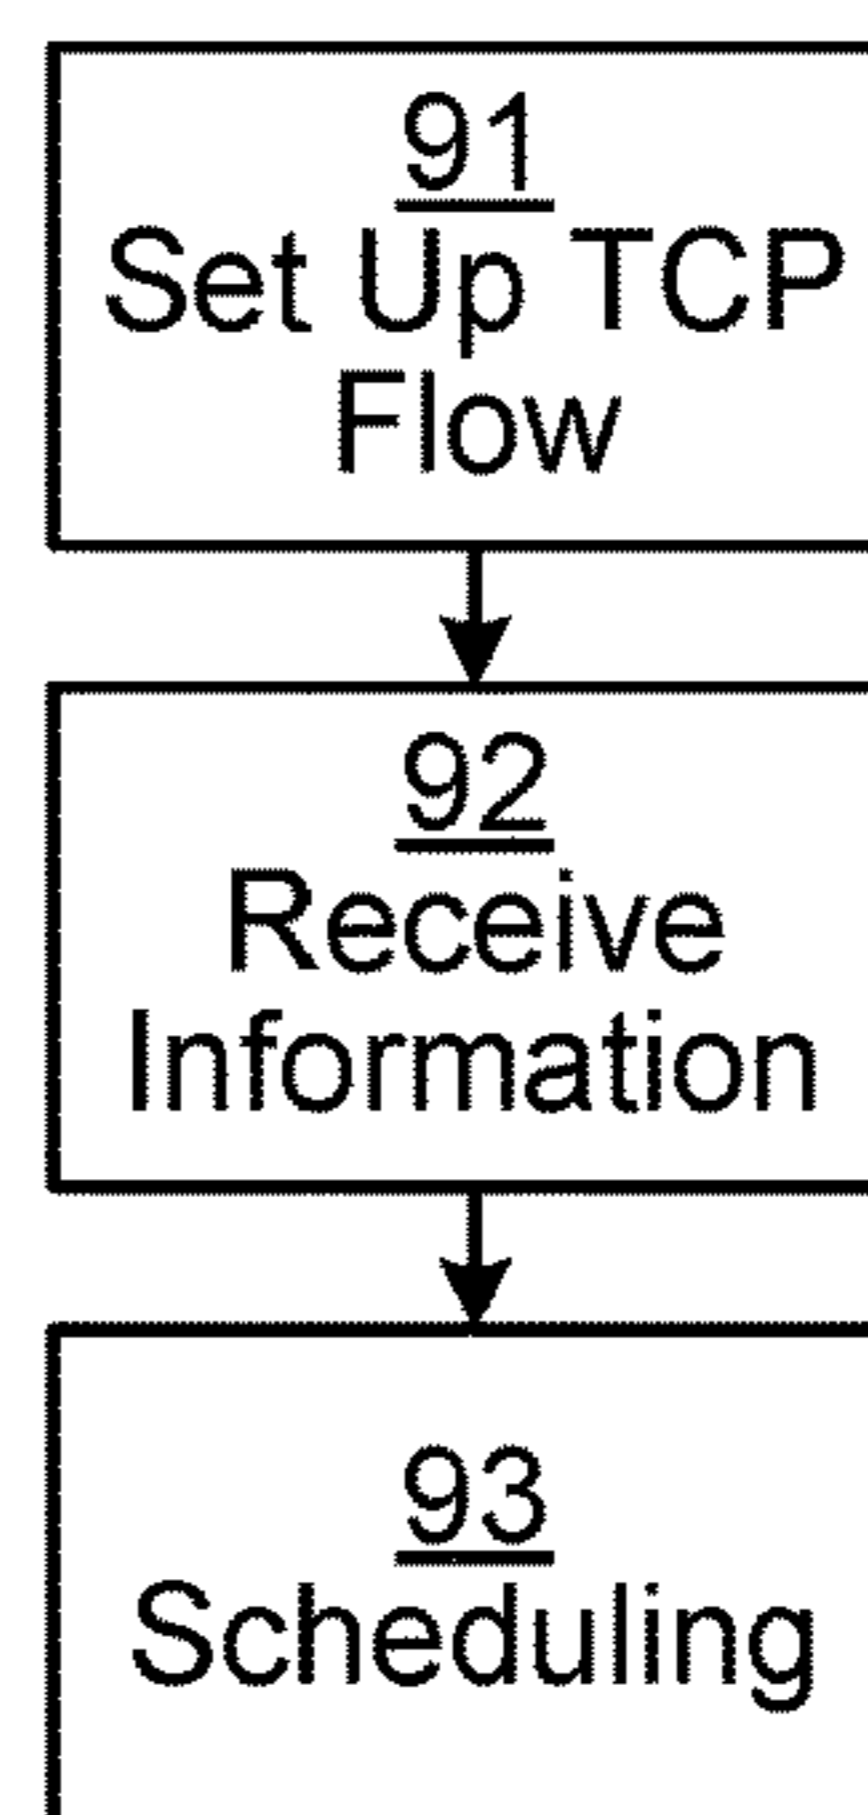 91
Set Up TCP
Flow
92
Receive
Information
93
Scheduling